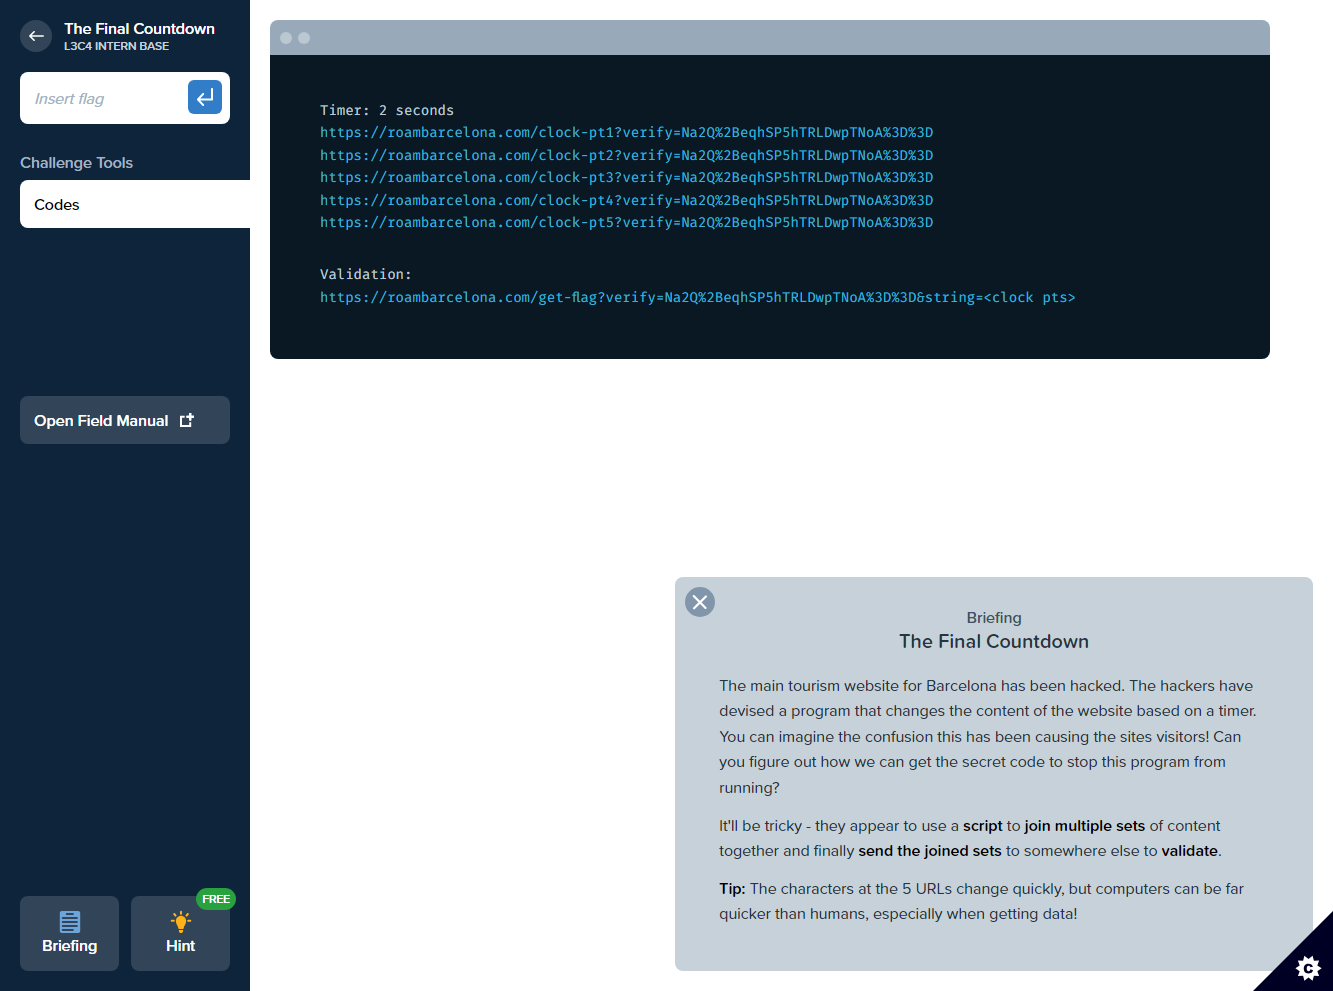 The Final Countdown
L3C4 INTERN BASE
Insert flag
Challenge Tools
Codes
Open Field Manual
Briefing
FREE
Hint
Timer: 2 seconds
https://roambarcelona.com/clock-pt1?verify=Na2Q%2BeqhSP5hTRLDwpTNoA%3D%3D
https://roambarcelona.com/clock-pt2?verify=Na2Q%2BeqhSP5hTRLDwpTNoA%3D%3D
https://roambarcelona.com/clock-pt3?verify=Na2Q%2BeqhSP5hTRLDwpTNoA%3D%3D
https://roambarcelona.com/clock-pt4?verify=Na2Q%2BeqhSP5hTRLDwpTNoA%3D%3D
https://roambarcelona.com/clock-pt5?verify=Na2Q%2BeqhSP5hTRLDwpTNoA%3D%3D
Validation:
https://roambarcelona.com/get-flag?verify=Na2Q%2BeqhSP5hTRLDwpTNoA%3D%3D&string=<clock pts>
Briefing
The Final Countdown
The main tourism website for Barcelona has been hacked. The hackers have
devised a program that changes the content of the website based on a timer.
You can imagine the confusion this has been causing the sites visitors! Can
you figure out how we can get the secret code to stop this program from
running?
It'll be tricky - they appear to use a script to join multiple sets of content
together and finally send the joined sets to somewhere else to validate.
Tip: The characters at the 5 URLs change quickly, but computers can be far
quicker than humans, especially when getting data!
C